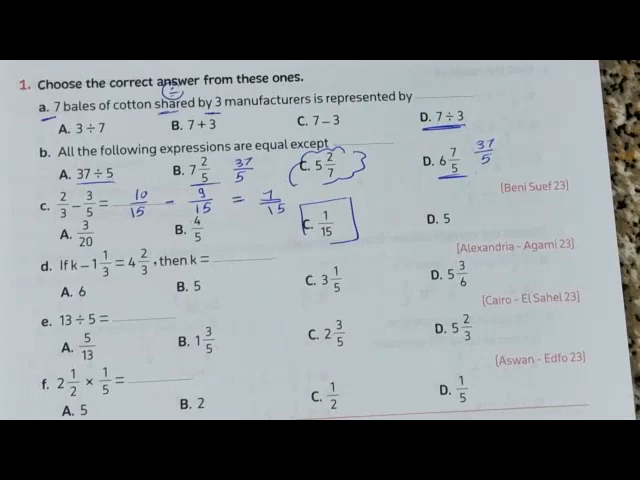 1. Choose the correct answer from these ones.
÷
a. 7 bales of cotton shared by 3 manufacturers is represented by
A. 3 ÷ 7 B. 7 + 3 C. 7 – 3 D. 7 ÷ 3
b. All the following expressions are equal except
A. 37 ÷ 5 B. 7 2/5 37/5 C. 5 2/7 D. 6 7/5 37/5
[Beni Suef 23]
c. 2/3 – 3/5 = 10/15 – 9/15 = 1/15
A. 3/20 B. 4/5 C. 1/15 D. 5
[Alexandria - Agami 23]
d. If k – 1 1/3 = 4 2/3, then k =
A. 6 B. 5 C. 3 1/5 D. 5 3/6
[Cairo - El Sahel 23]
e. 13 ÷ 5 =
A. 5/13 B. 1 3/5 C. 2 3/5 D. 5 2/3
[Aswan - Edfo 23]
f. 2 1/2 × 1/5 =
A. 5 B. 2 C. 1/2 D. 1/5